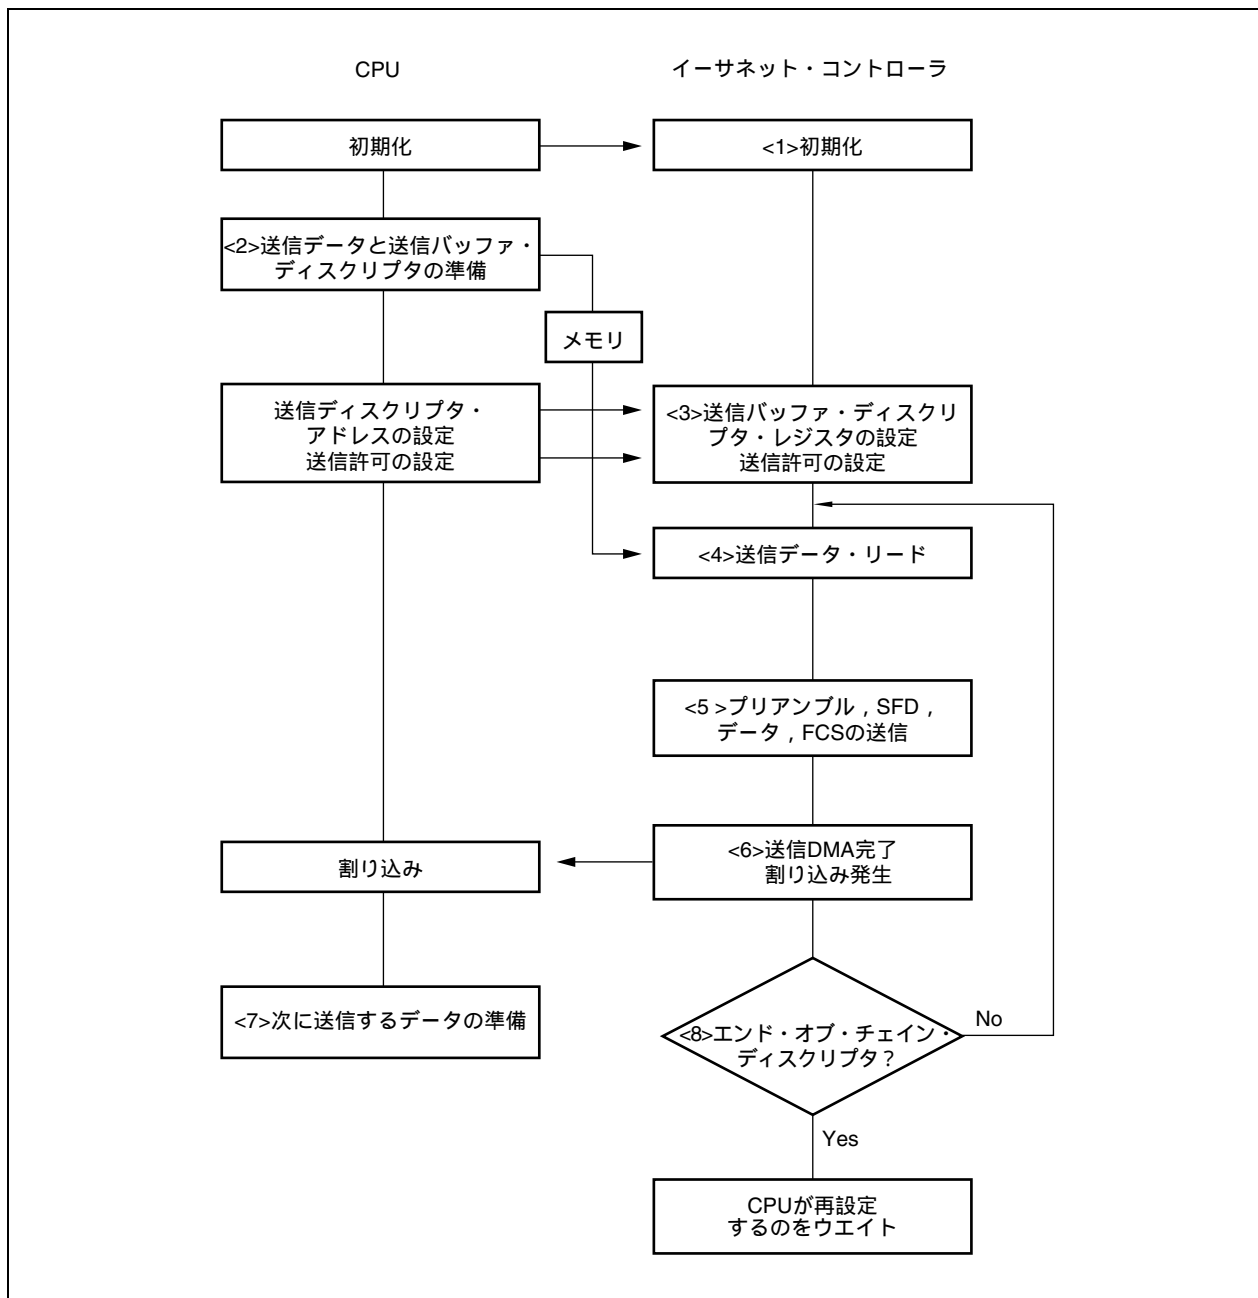 CPU
イーサネット・コントローラ
初期化
<1>初期化
<2>送信データと送信バッファ・
ディスクリプタの準備
メモリ
送信ディスクリプタ・
アドレスの設定
送信許可の設定
<3>送信バッファ・ディスクリ
プタ・レジスタの設定
送信許可の設定
<4>送信データ・リード
<5 >プリアンブル，SFD，
データ，FCSの送信
<6>送信DMA完了
割り込み発生
割り込み
<7>次に送信するデータの準備
<8>エンド・オブ・チェイン・
ディスクリプタ？
No
Yes
CPUが再設定
するのをウエイト